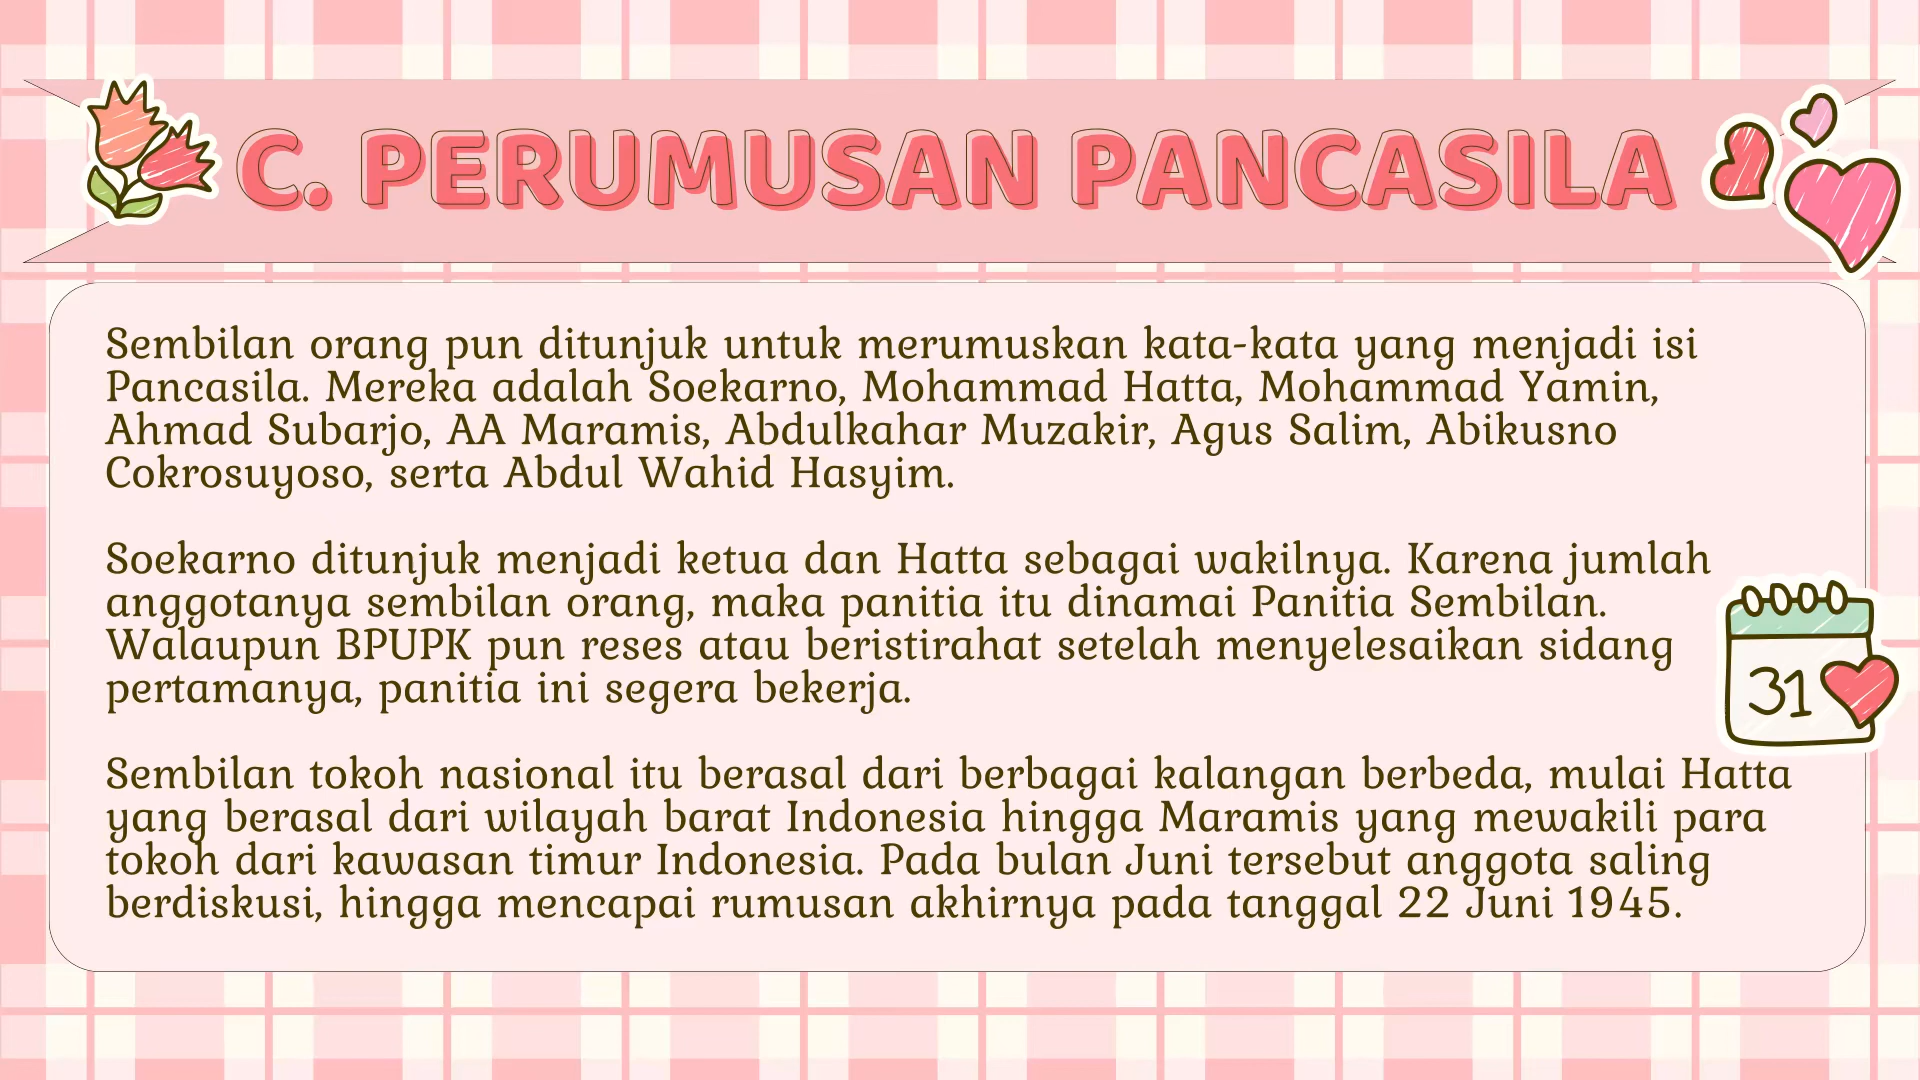 C. PERUMUSAN PANCASILA
Sembilan orang pun ditunjuk untuk merumuskan kata-kata yang menjadi isi
Pancasila. Mereka adalah Soekarno, Mohammad Hatta, Mohammad Yamin,
Ahmad Subarjo, AA Maramis, Abdulkahar Muzakir, Agus Salim, Abikusno
Cokrosuyoso, serta Abdul Wahid Hasyim.
Soekarno ditunjuk menjadi ketua dan Hatta sebagai wakilnya. Karena jumlah
anggotanya sembilan orang, maka panitia itu dinamai Panitia Sembilan.
Walaupun BPUPK pun reses atau beristirahat setelah menyelesaikan sidang
pertamanya, panitia ini segera bekerja.
31
Sembilan tokoh nasional itu berasal dari berbagai kalangan berbeda, mulai Hatta
yang berasal dari wilayah barat Indonesia hingga Maramis yang mewakili para
tokoh dari kawasan timur Indonesia. Pada bulan Juni tersebut anggota saling
berdiskusi, hingga mencapai rumusan akhirnya pada tanggal 22 Juni 1945.